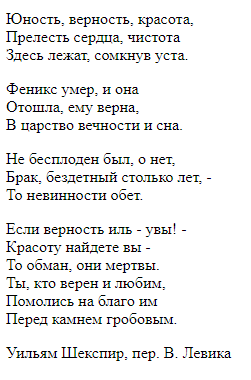 Юность, верность, красота,
Прелесть сердца, чистота
Здесь лежат, сомкнув уста.

Феникс умер, и она
Отошла, ему верна,
В царство вечности и сна.

Не бесплоден был, о нет,
Брак, бездетный столько лет, -
То невинности обет.

Если верность иль - увы! -
Красоту найдете вы -
То обман, они мертвы.
Ты, кто верен и любим,
Помолись на благо им
Перед камнем гробовым.

Уильям Шекспир, пер. В. Левика